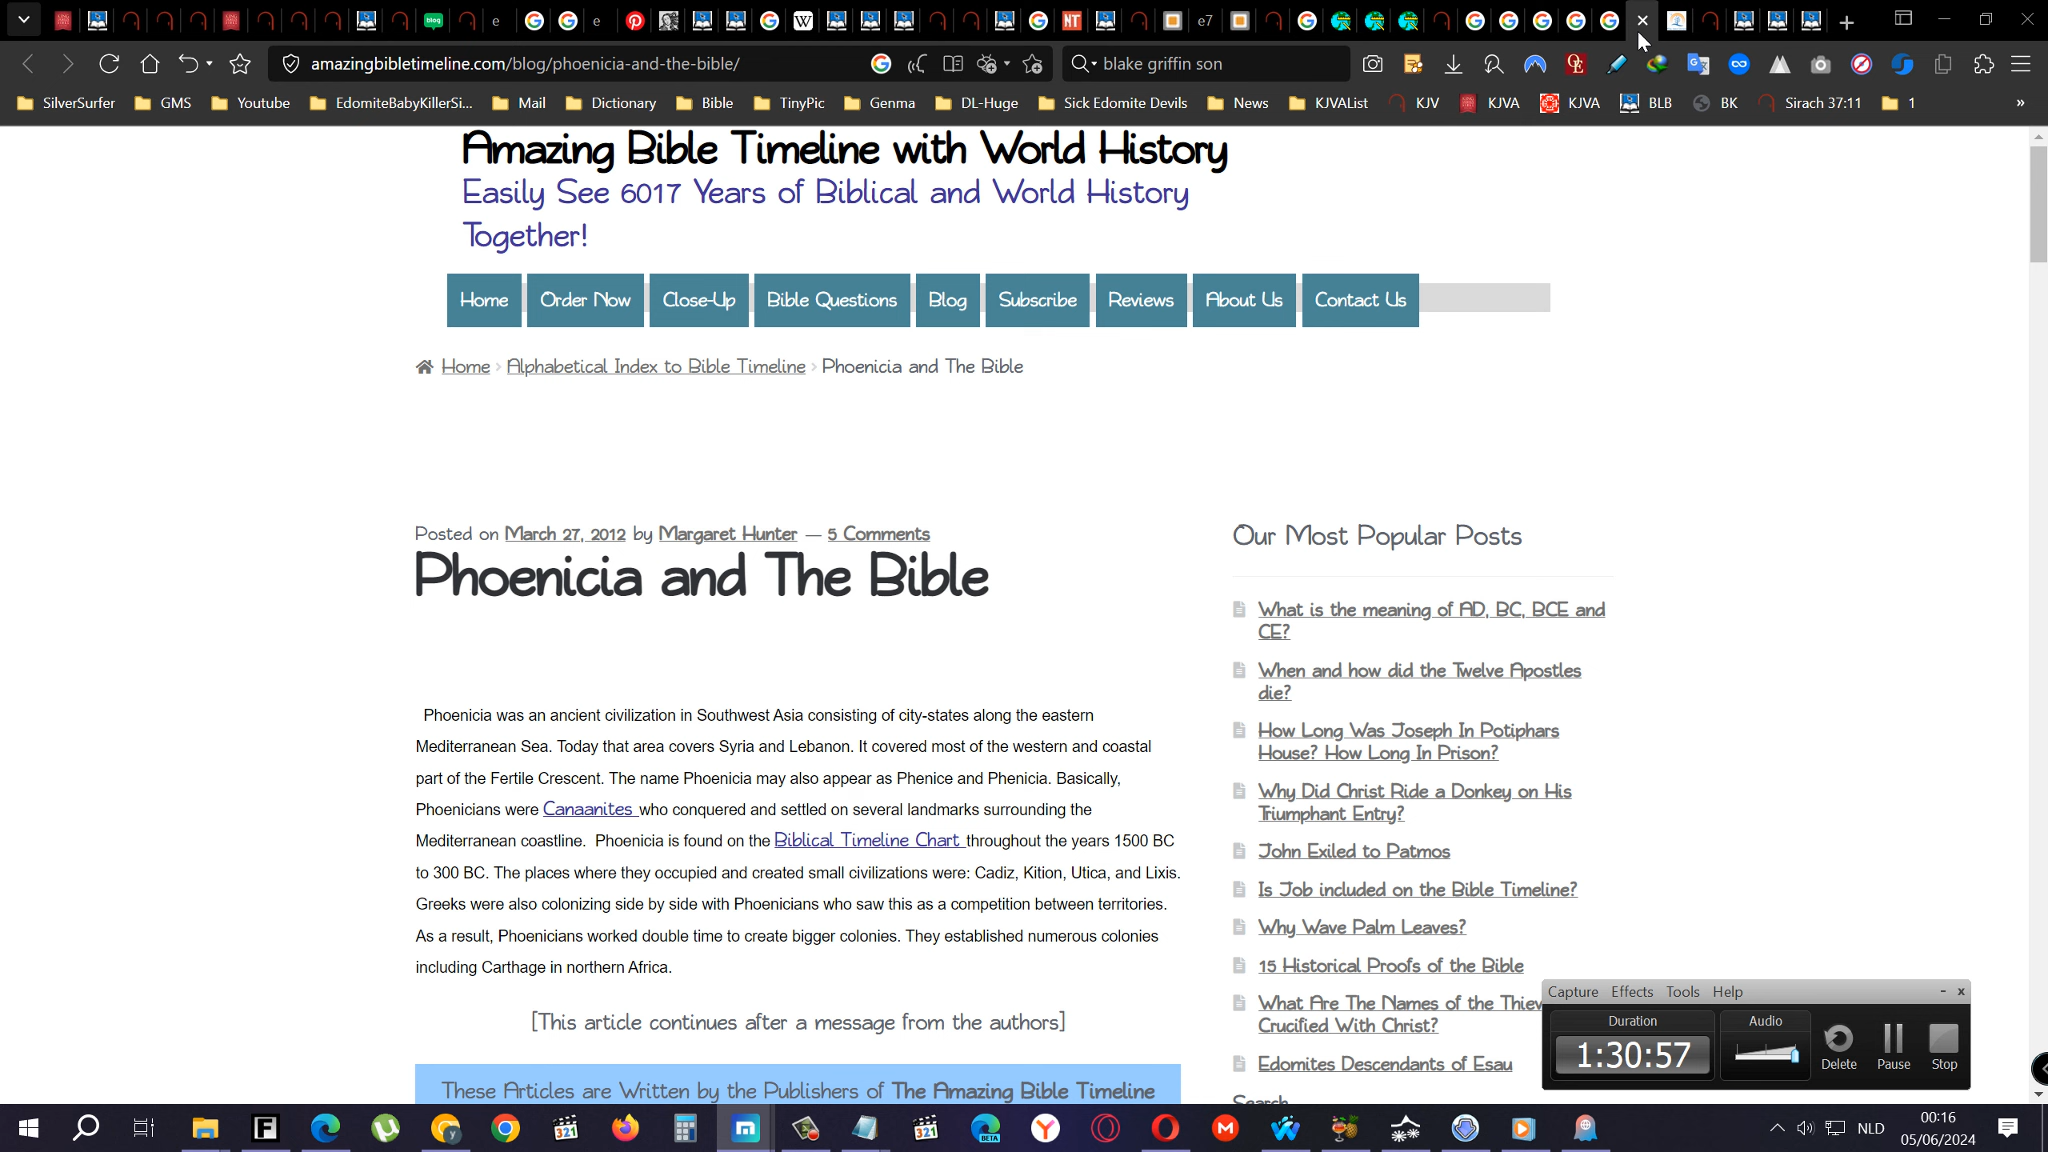 blog
e
e
W
NT
e7
amazingbibletimeline.com/blog/phoenicia-and-the-bible/
blake griffin son
SilverSurfer
GMS
Youtube
EdomiteBabyKillerSi...
Mail
Dictionary
Bible
TinyPic
Genma
DL-Huge
Sick Edomite Devils
News
KJVAList
KJV
KJVA
KJVA
BLB
BK
Sirach 37:11
1
»
Amazing Bible Timeline with World History
Easily See 6017 Years of Biblical and World History
Together!
Home
Order Now
Close-Up
Bible Questions
Blog
Subscribe
Reviews
About Us
Contact Us
Home › Alphabetical Index to Bible Timeline › Phoenicia and The Bible
Posted on March 27, 2012 by Margaret Hunter — 5 Comments
Phoenicia and The Bible
Phoenicia was an ancient civilization in Southwest Asia consisting of city-states along the eastern
Mediterranean Sea. Today that area covers Syria and Lebanon. It covered most of the western and coastal
part of the Fertile Crescent. The name Phoenicia may also appear as Phenice and Phenicia. Basically,
Phoenicians were Canaanites who conquered and settled on several landmarks surrounding the
Mediterranean coastline. Phoenicia is found on the Biblical Timeline Chart throughout the years 1500 BC
to 300 BC. The places where they occupied and created small civilizations were: Cadiz, Kition, Utica, and Lixis.
Greeks were also colonizing side by side with Phoenicians who saw this as a competition between territories.
As a result, Phoenicians worked double time to create bigger colonies. They established numerous colonies
including Carthage in northern Africa.
[This article continues after a message from the authors]
These Articles are Written by the Publishers of The Amazing Bible Timeline
Our Most Popular Posts
What is the meaning of AD, BC, BCE and
CE?
When and how did the Twelve Apostles
die?
How Long Was Joseph In Potiphars
House? How Long In Prison?
Why Did Christ Ride a Donkey on His
Triumphant Entry?
John Exiled to Patmos
Is Job included on the Bible Timeline?
Why Wave Palm Leaves?
15 Historical Proofs of the Bible
What Are The Names of the Thiev
Crucified With Christ?
Edomites Descendants of Esau
Search
Capture Effects Tools Help
Duration
1:30:57
Audio
Delete
Pause
Stop
NLD
00:16
05/06/2024